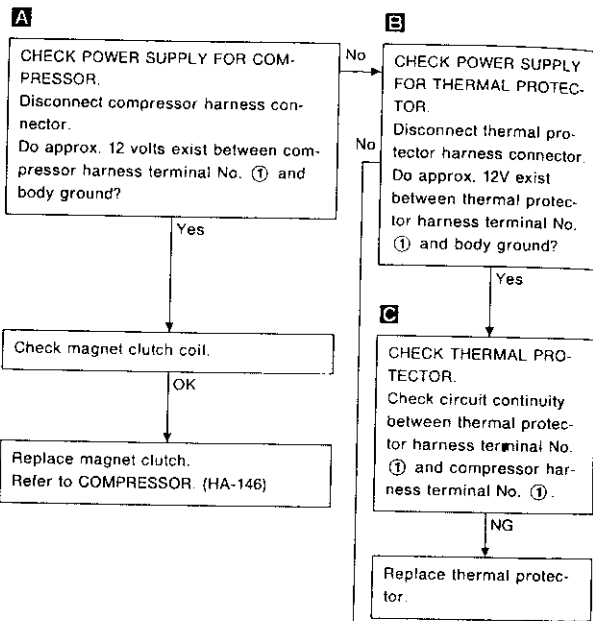 A
CHECK POWER SUPPLY FOR COM-
PRESSOR.
Disconnect compressor harness con-
nector.
Do approx. 12 volts exist between com-
pressor harness terminal No. ① and
body ground?
No
Yes
Check magnet clutch coil.
OK
Replace magnet clutch.
Refer to COMPRESSOR. (HA-146)
B
CHECK POWER SUPPLY
FOR THERMAL PROTEC-
TOR.
Disconnect thermal pro-
tector harness connector.
Do approx. 12V exist
between thermal protec-
tor harness terminal No.
① and body ground?
No
Yes
C
CHECK THERMAL PRO-
TECTOR.
Check circuit continuity
between thermal protec-
tor harness terminal No.
① and compressor har-
ness terminal No. ①.
NG
Replace thermal protec-
tor.